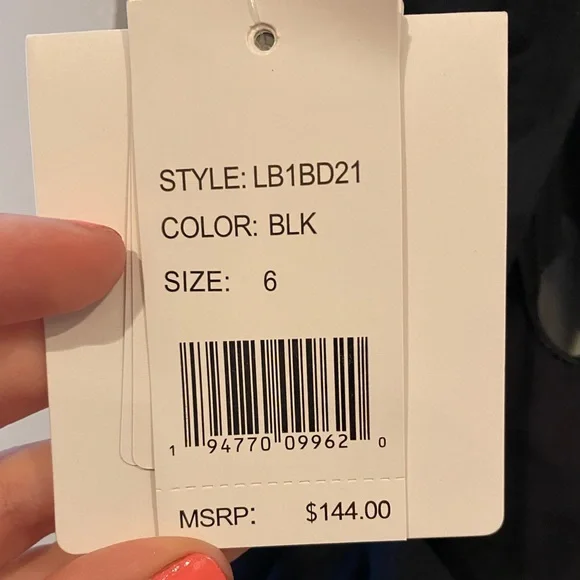 STYLE: LB1BD21
COLOR: BLK
SIZE: 6
1 94770 09962 0
MSRP: $144.00